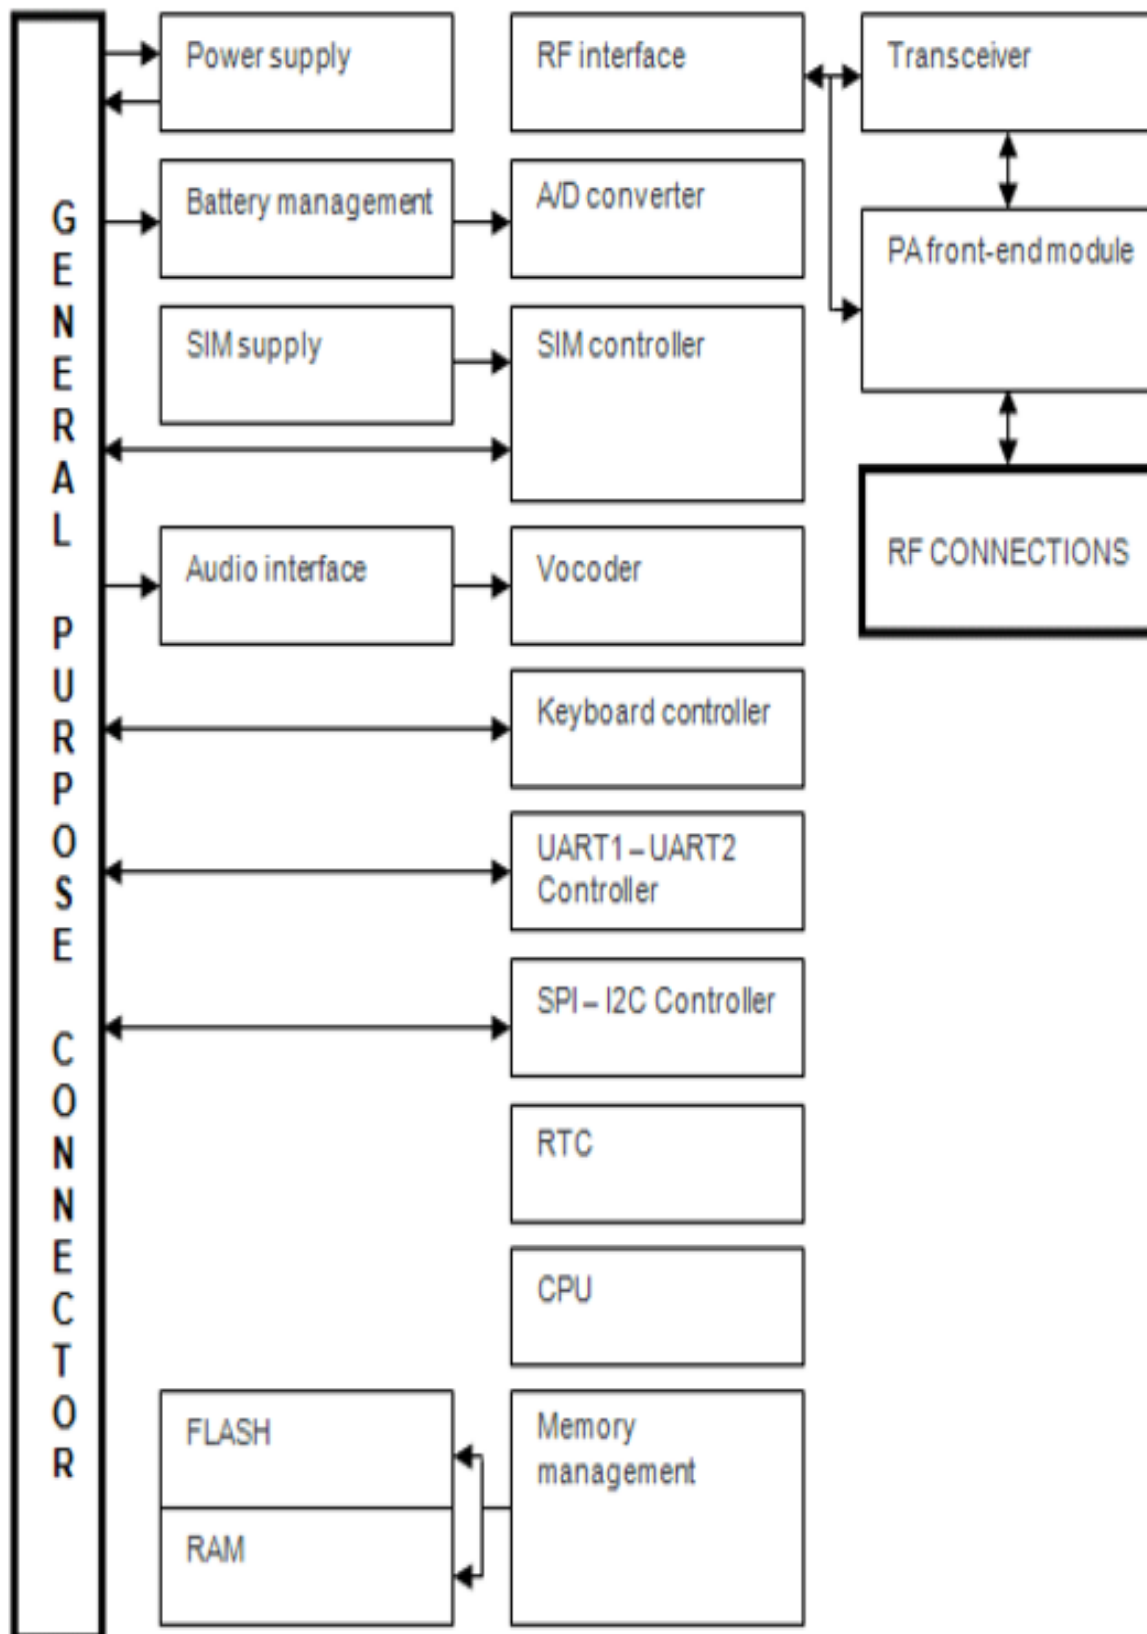 GENERAL PURPOSE CONNECTOR
Power supply
RF interface
Transceiver
Battery management
A/D converter
PA front-end module
SIM supply
SIM controller
RF CONNECTIONS
Audio interface
Vocoder
Keyboard controller
UART1 – UART2
Controller
SPI – I2C Controller
RTC
CPU
FLASH
Memory
management
RAM